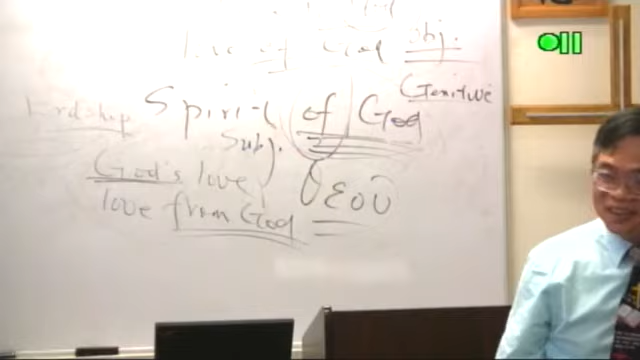 Love of God obj.
Genitive
Lordship Spirit of God
Subj.
God's love
θεοῦ
love from God